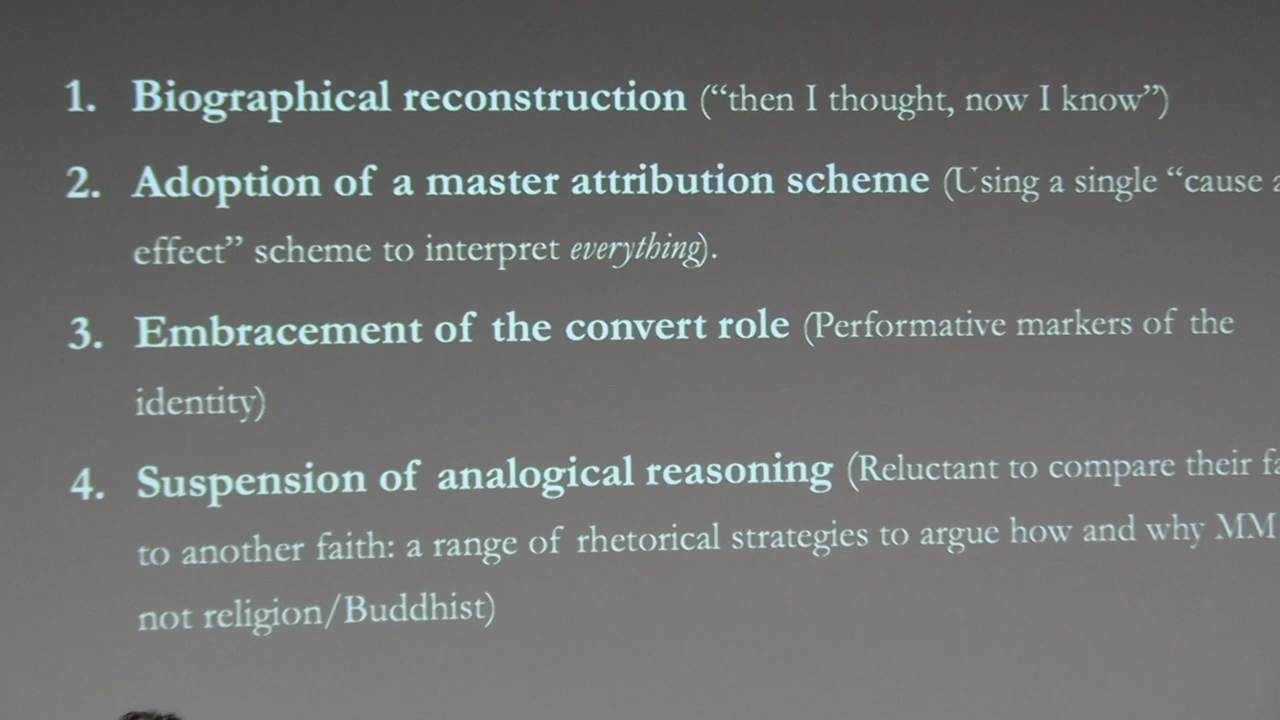 1. Biographical reconstruction (“then I thought, now I know”)
2. Adoption of a master attribution scheme (Using a single “cause
effect” scheme to interpret everything).
3. Embracement of the convert role (Performative markers of the
identity)
4. Suspension of analogical reasoning (Reluctant to compare their
to another faith: a range of rhetorical strategies to argue how and why MM
not religion/Buddhist)